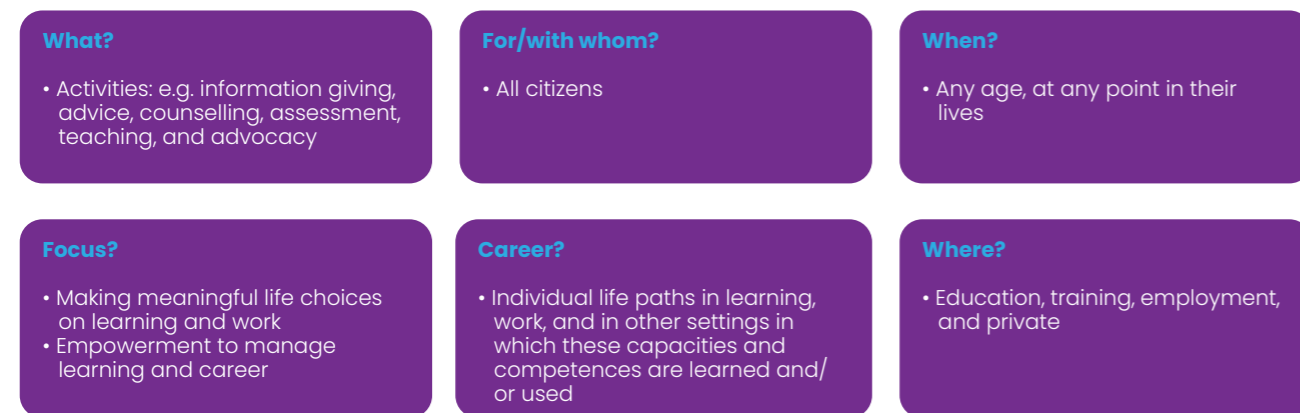 What?
• Activities: e.g. information giving,
advice, counselling, assessment,
teaching, and advocacy
For/with whom?
• All citizens
When?
• Any age, at any point in their
lives
Focus?
• Making meaningful life choices
on learning and work
• Empowerment to manage
learning and career
Career?
• Individual life paths in learning,
work, and in other settings in
which these capacities and
competences are learned and/
or used
Where?
• Education, training, employment,
and private